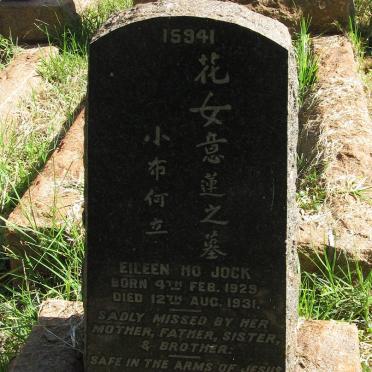 15941
花女意蓮之墓
小布何立
EILEEN HO JOCK
BORN 4TH FEB. 1929
DIED 12TH AUG. 1931.
SADLY MISSED BY HER
MOTHER, FATHER, SISTER,
& BROTHER.
SAFE IN THE ARMS OF JESUS